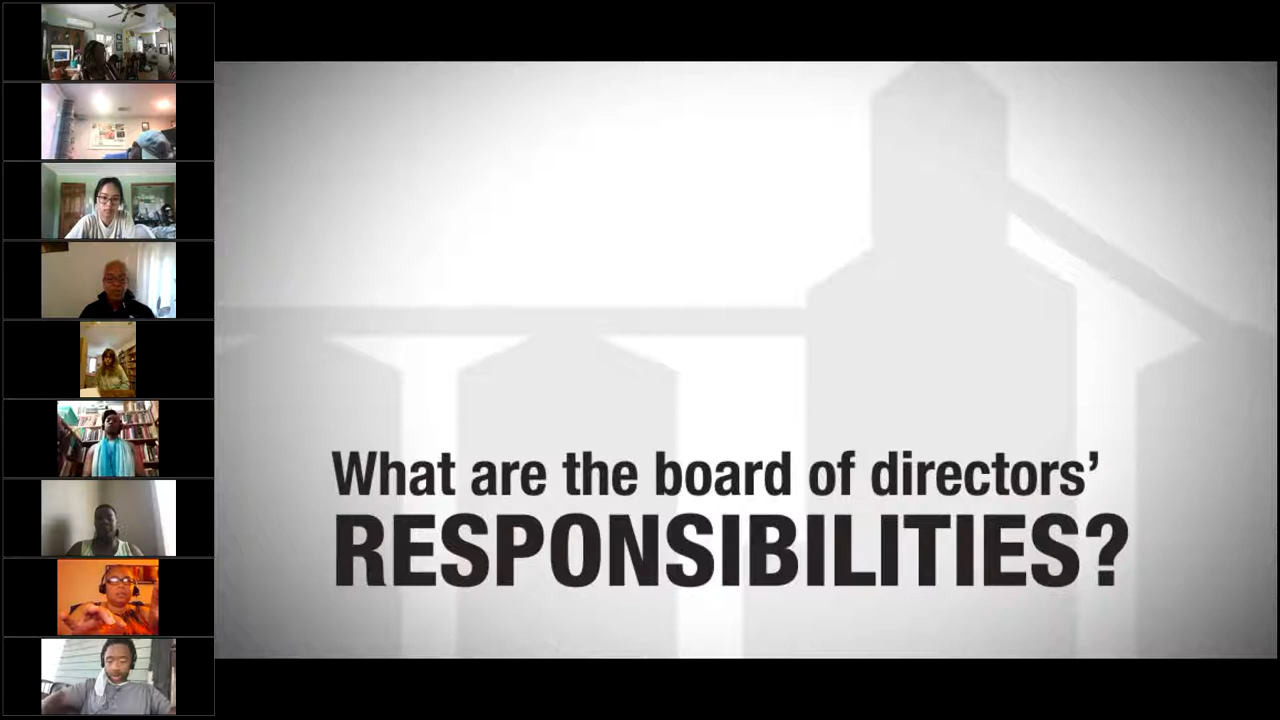 What are the board of directors’
RESPONSIBILITIES?